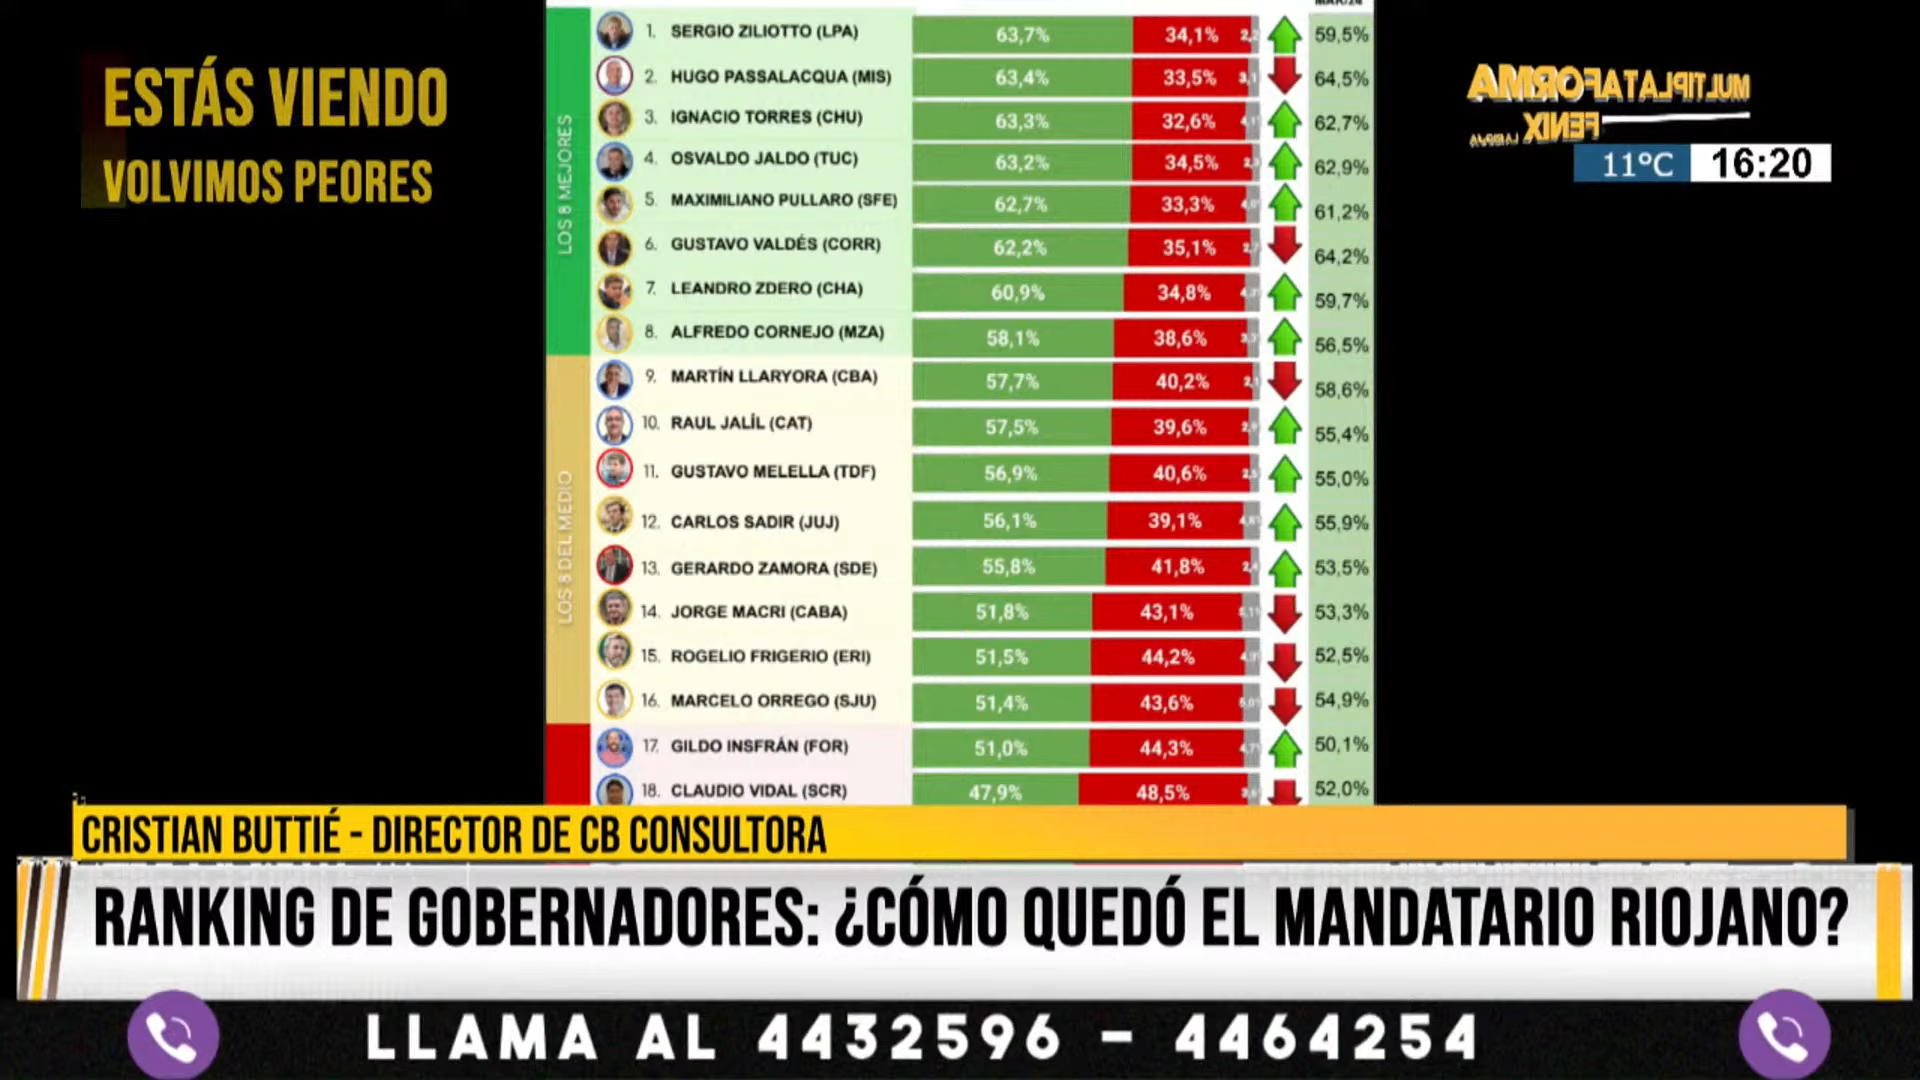 ESTÁS VIENDO
VOLVIMOS PEORES
MULTIPLATAFORMA
FENIX
11°C 16:20
LOS 8 MEJORES
LOS 8 DEL MEDIO
1. SERGIO ZILIOTTO (LPA) 63,7% 34,1% 59,5%
2. HUGO PASSALACQUA (MIS) 63,4% 33,5% 64,5%
3. IGNACIO TORRES (CHU) 63,3% 32,6% 62,7%
4. OSVALDO JALDO (TUC) 63,2% 34,5% 62,9%
5. MAXIMILIANO PULLARO (SFE) 62,7% 33,3% 61,2%
6. GUSTAVO VALDÉS (CORR) 62,2% 35,1% 64,2%
7. LEANDRO ZDERO (CHA) 60,9% 34,8% 59,7%
8. ALFREDO CORNEJO (MZA) 58,1% 38,6% 56,5%
9. MARTÍN LLARYORA (CBA) 57,7% 40,2% 58,6%
10. RAUL JALÍL (CAT) 57,5% 39,6% 55,4%
11. GUSTAVO MELELLA (TDF) 56,9% 40,6% 55,0%
12. CARLOS SADIR (JUJ) 56,1% 39,1% 55,9%
13. GERARDO ZAMORA (SDE) 55,8% 41,8% 53,5%
14. JORGE MACRI (CABA) 51,8% 43,1% 53,3%
15. ROGELIO FRIGERIO (ERI) 51,5% 44,2% 52,5%
16. MARCELO ORREGO (SJU) 51,4% 43,6% 54,9%
17. GILDO INSFRÁN (FOR) 51,0% 44,3% 50,1%
18. CLAUDIO VIDAL (SCR) 47,9% 48,5% 52,0%
CRISTIAN BUTTIÉ - DIRECTOR DE CB CONSULTORA
RANKING DE GOBERNADORES: ¿CÓMO QUEDÓ EL MANDATARIO RIOJANO?
LLAMA AL 4432596 - 4464254